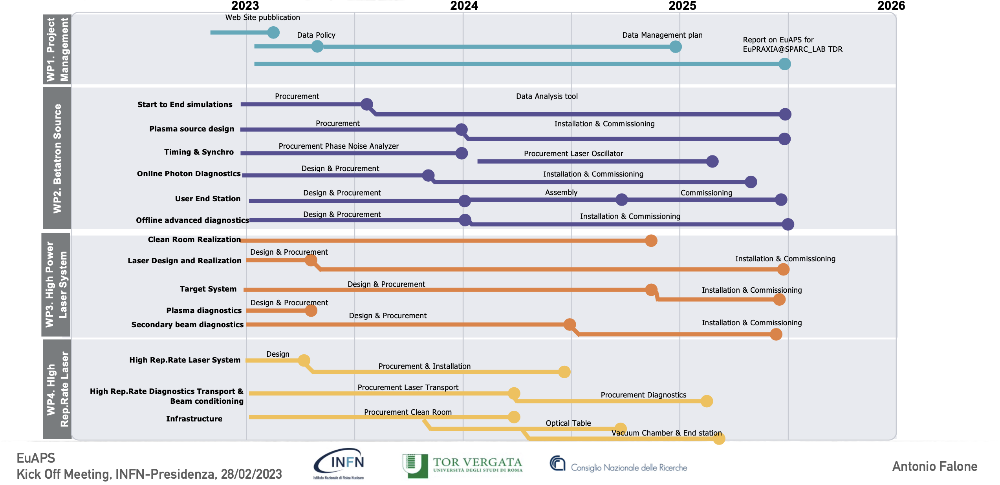 2023 2024 2025 2026
WP1. Project
Management
Web Site pubblication
Data Policy
Data Management plan
Report on EuAPS for
EuPRAXIA@SPARC_LAB TDR
WP2. Betatron Source
Start to End simulations
Procurement
Data Analysis tool
Plasma source design
Procurement
Installation & Commissioning
Timing & Synchro
Procurement Phase Noise Analyzer
Procurement Laser Oscillator
Online Photon Diagnostics
Design & Procurement
Installation & Commissioning
User End Station
Design & Procurement
Assembly
Commissioning
Offline advanced diagnostics
Design & Procurement
Installation & Commissioning
WP3. High Power
Laser System
Clean Room Realization
Laser Design and Realization
Design & Procurement
Installation & Commissioning
Target System
Design & Procurement
Installation & Commissioning
Plasma diagnostics
Design & Procurement
Secondary beam diagnostics
Design & Procurement
Installation & Commissioning
WP4. High
Rep.Rate Laser
High Rep.Rate Laser System
Design
Procurement & Installation
High Rep.Rate Diagnostics Transport &
Beam conditioning
Procurement Laser Transport
Procurement Diagnostics
Infrastructure
Procurement Clean Room
Optical Table
Vacuum Chamber & End station
EuAPS
Kick Off Meeting, INFN-Presidenza, 28/02/2023
INFN
Istituto Nazionale di Fisica Nucleare
TOR VERGATA
UNIVERSITÀ DEGLI STUDI DI ROMA
Consiglio Nazionale delle Ricerche
Antonio Falone